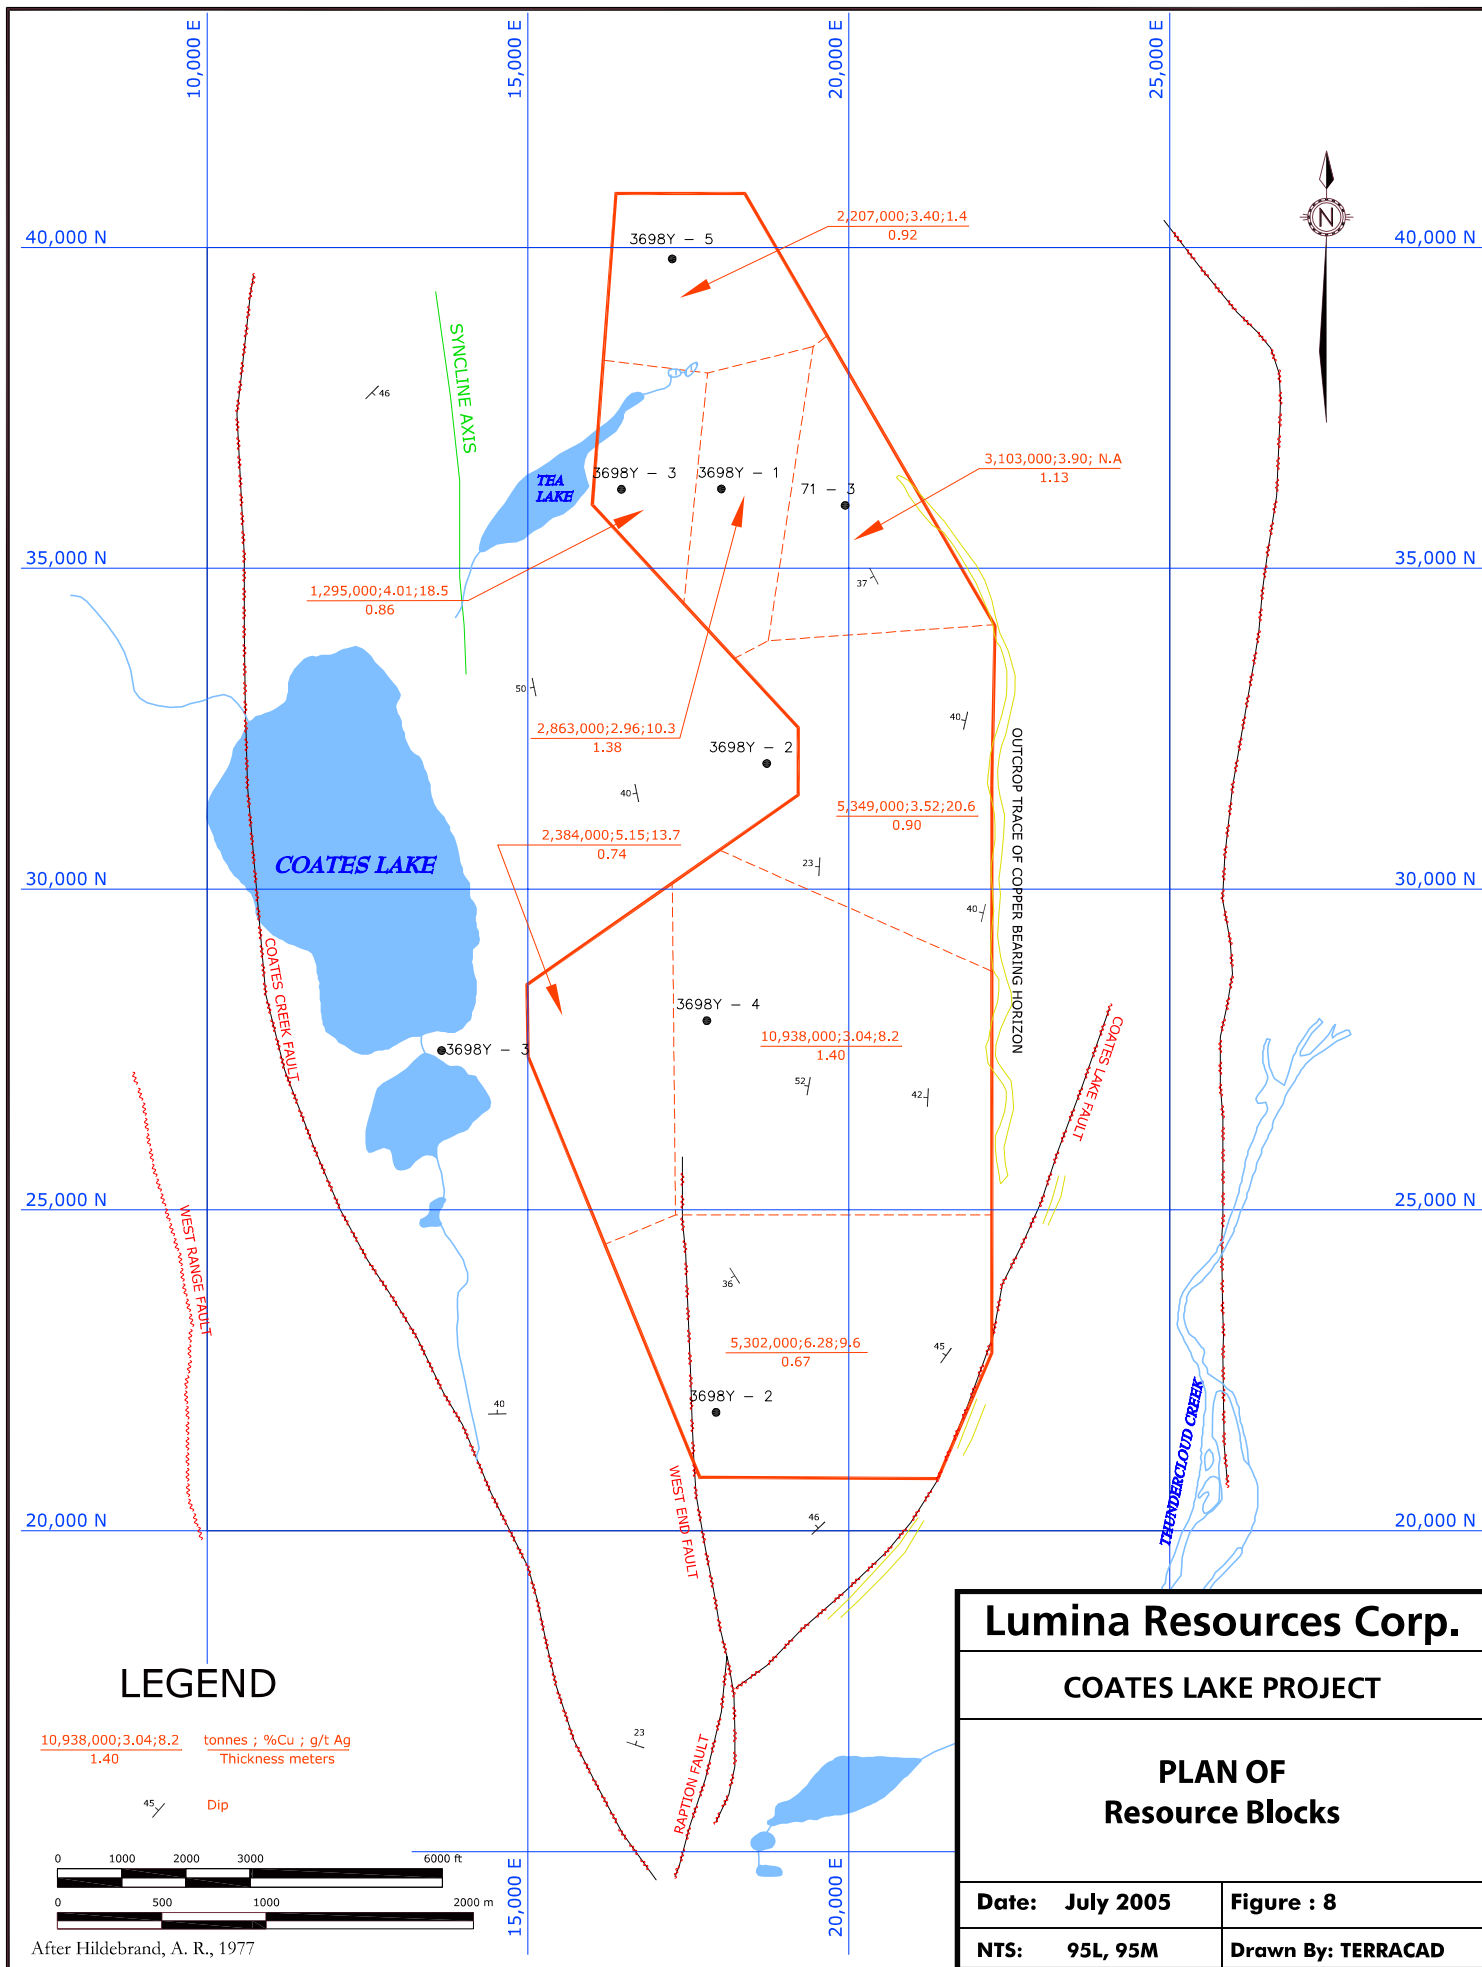 10,000 E
15,000 E
20,000 E
25,000 E
2,207,000;3.40;1.4
0.92
N
40,000 N
3698Y - 5
40,000 N
SYNCLINE AXIS
46
3,103,000;3.90; N.A
1.13
TEA
LAKE
3698Y - 3
3698Y - 1
71 - 3
35,000 N
35,000 N
37
1,295,000;4.01;18.5
0.86
50
40
2,863,000;2.96;10.3
1.38
3698Y - 2
OUTCROP TRACE OF COPPER BEARING HORIZON
40
5,349,000;3.52;20.6
0.90
2,384,000;5.15;13.7
0.74
COATES LAKE
23
30,000 N
30,000 N
40
COATES CREEK FAULT
3698Y - 4
COATES LAKE FAULT
10,938,000;3.04;8.2
1.40
3698Y - 3
52
42
25,000 N
25,000 N
WEST RANGE FAULT
36
5,302,000;6.28;9.6
0.67
45
3698Y - 2
40
THUNDERCLOUD CREEK
WEST END FAULT
46
20,000 N
20,000 N
Lumina Resources Corp.
COATES LAKE PROJECT
PLAN OF
Resource Blocks
Date: July 2005
Figure : 8
NTS: 95L, 95M
Drawn By: TERRACAD
LEGEND
10,938,000;3.04;8.2 tonnes ; %Cu ; g/t Ag
1.40 Thickness meters
45 Dip
23
RAPTION FAULT
0 1000 2000 3000 6000 ft
0 500 1000 2000 m
15,000 E
20,000 E
After Hildebrand, A. R., 1977